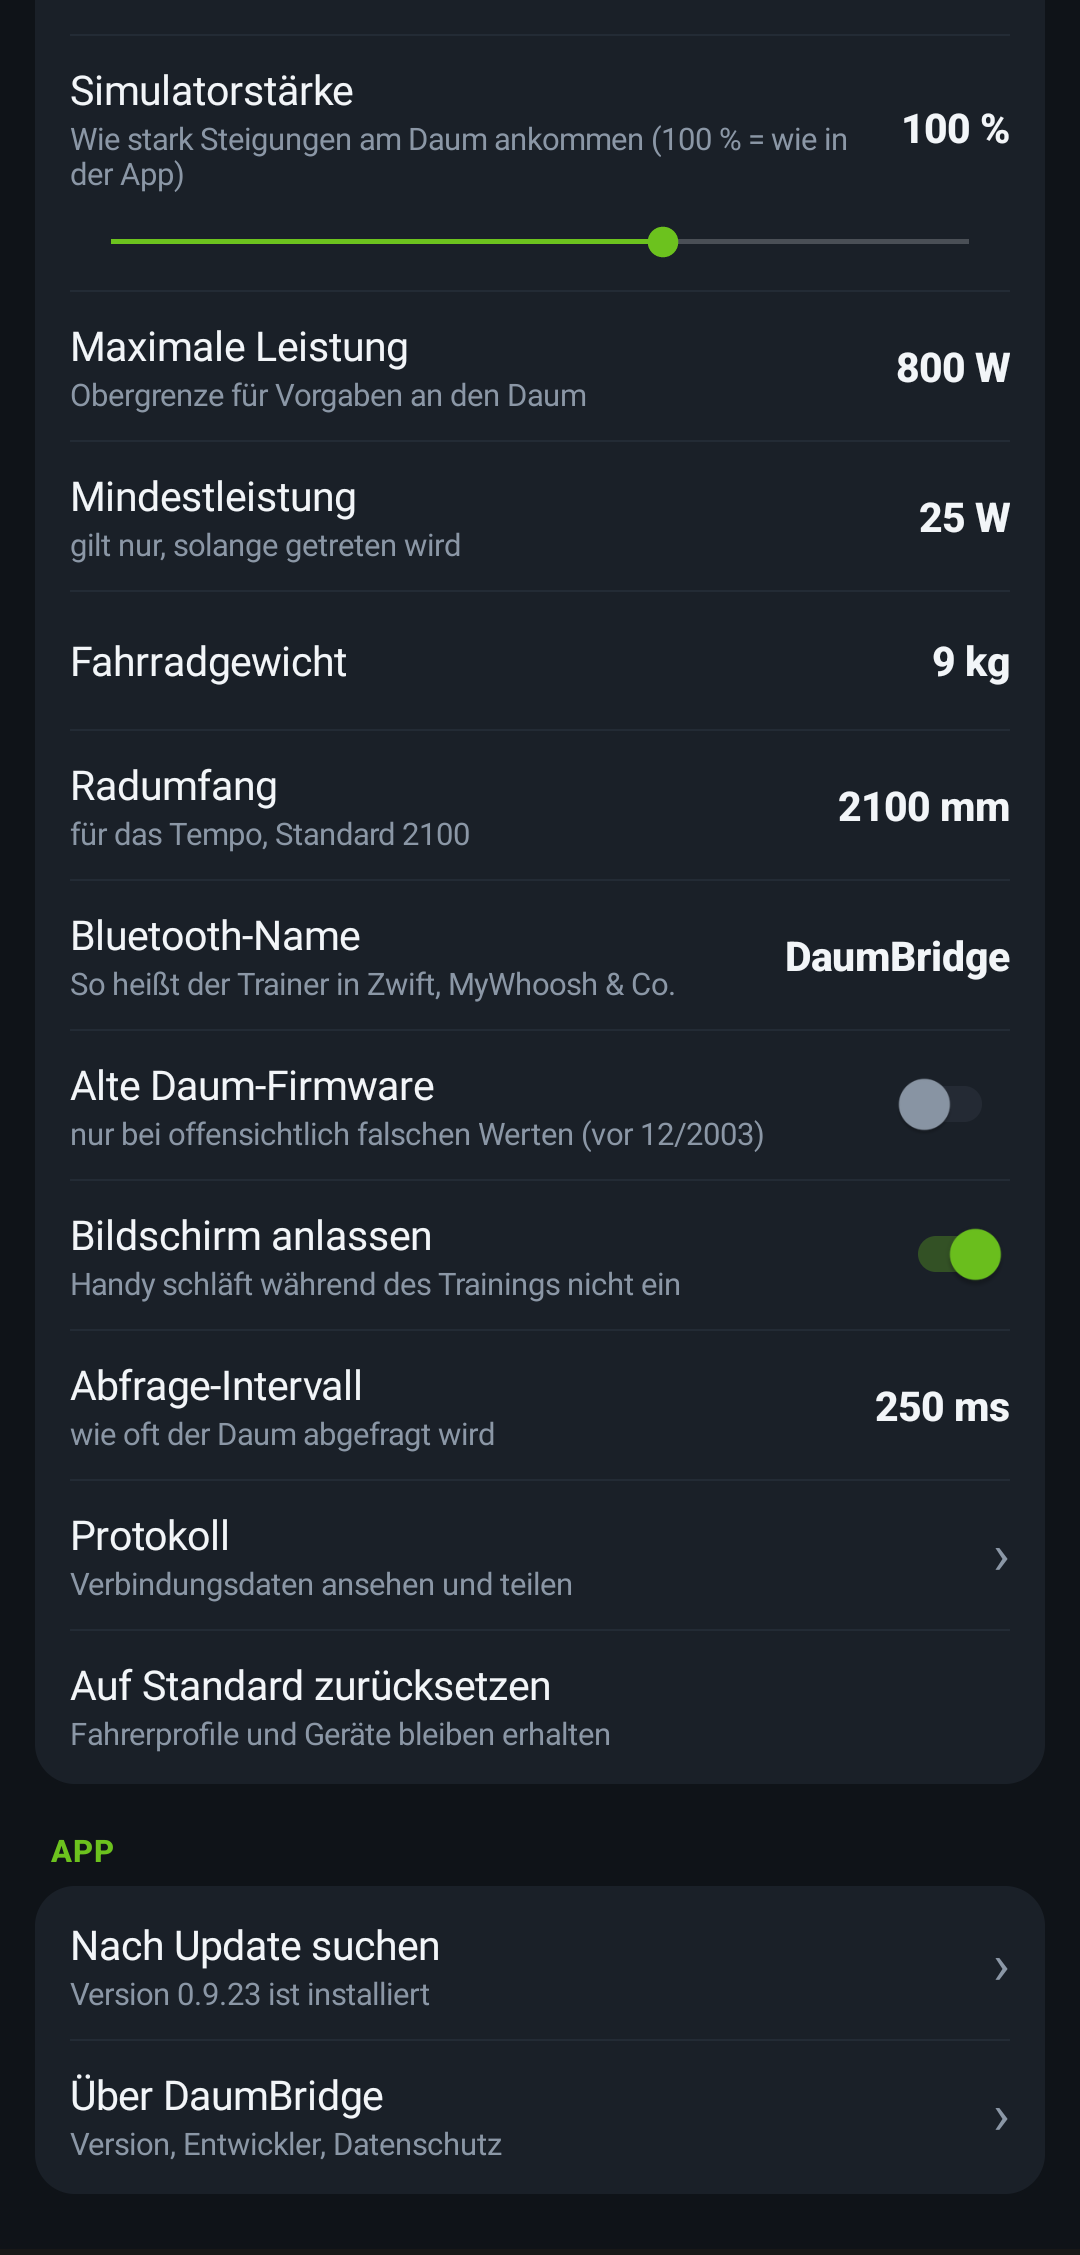 Simulatorstärke
Wie stark Steigungen am Daum ankommen (100 % = wie in
der App)
100 %
Maximale Leistung
Obergrenze für Vorgaben an den Daum
800 W
Mindestleistung
gilt nur, solange getreten wird
25 W
Fahrradgewicht
9 kg
Radumfang
für das Tempo, Standard 2100
2100 mm
Bluetooth-Name
So heißt der Trainer in Zwift, MyWhoosh & Co.
DaumBridge
Alte Daum-Firmware
nur bei offensichtlich falschen Werten (vor 12/2003)
Bildschirm anlassen
Handy schläft während des Trainings nicht ein
Abfrage-Intervall
wie oft der Daum abgefragt wird
250 ms
Protokoll
Verbindungsdaten ansehen und teilen
Auf Standard zurücksetzen
Fahrerprofile und Geräte bleiben erhalten
APP
Nach Update suchen
Version 0.9.23 ist installiert
Über DaumBridge
Version, Entwickler, Datenschutz